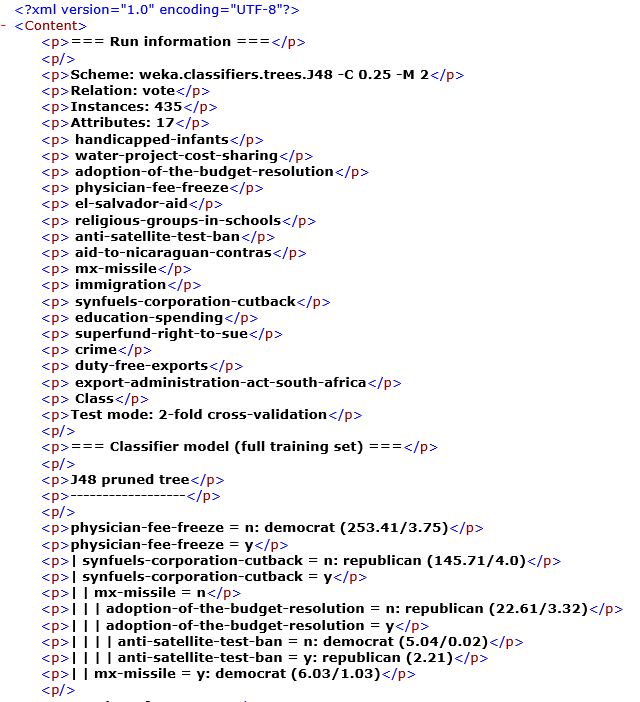 <?xml version="1.0" encoding="UTF-8"?>
- <Content>
<p>=== Run information ===</p>
<p/>
<p>Scheme: weka.classifiers.trees.J48 -C 0.25 -M 2</p>
<p>Relation: vote</p>
<p>Instances: 435</p>
<p>Attributes: 17</p>
<p> handicapped-infants</p>
<p> water-project-cost-sharing</p>
<p> adoption-of-the-budget-resolution</p>
<p> physician-fee-freeze</p>
<p> el-salvador-aid</p>
<p> religious-groups-in-schools</p>
<p> anti-satellite-test-ban</p>
<p> aid-to-nicaraguan-contras</p>
<p> mx-missile</p>
<p> immigration</p>
<p> synfuels-corporation-cutback</p>
<p> education-spending</p>
<p> superfund-right-to-sue</p>
<p> crime</p>
<p> duty-free-exports</p>
<p> export-administration-act-south-africa</p>
<p> Class</p>
<p>Test mode: 2-fold cross-validation</p>
<p/>
<p>=== Classifier model (full training set) ===</p>
<p/>
<p>J48 pruned tree</p>
<p>------------------</p>
<p/>
<p>physician-fee-freeze = n: democrat (253.41/3.75)</p>
<p>physician-fee-freeze = y</p>
<p>| synfuels-corporation-cutback = n: republican (145.71/4.0)</p>
<p>| synfuels-corporation-cutback = y</p>
<p>| | mx-missile = n</p>
<p>| | | adoption-of-the-budget-resolution = n: republican (22.61/3.32)</p>
<p>| | | adoption-of-the-budget-resolution = y</p>
<p>| | | | anti-satellite-test-ban = n: democrat (5.04/0.02)</p>
<p>| | | | anti-satellite-test-ban = y: republican (2.21)</p>
<p>| | mx-missile = y: democrat (6.03/1.03)</p>
<p/>